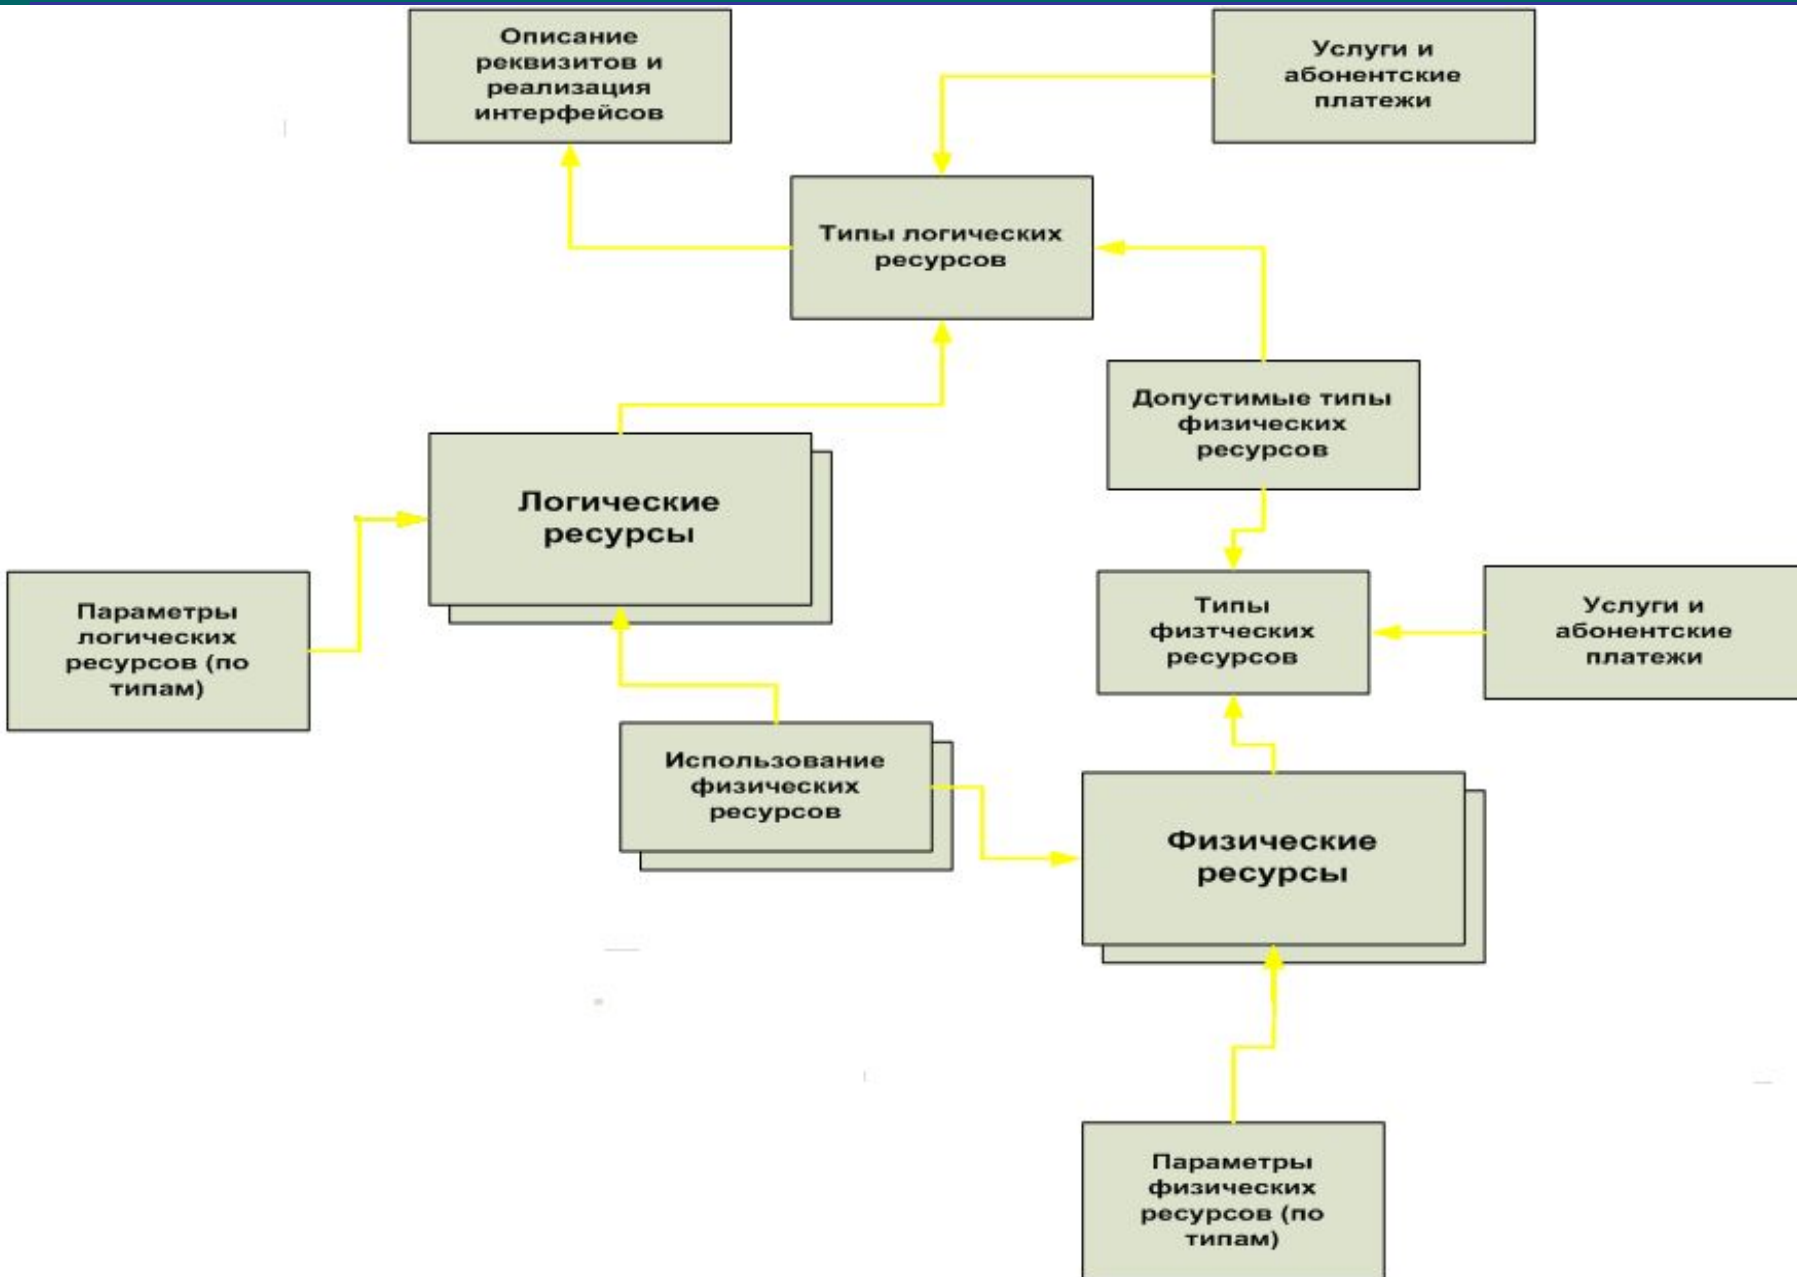 Описание
реквизитов и
реализация
интерфейсов
Услуги и
абонентские
платежи
Типы логических
ресурсов
Допустимые типы
физических
ресурсов
Логические
ресурсы
Параметры
логических
ресурсов (по
типам)
Типы
физтческих
ресурсов
Услуги и
абонентские
платежи
Использование
физических
ресурсов
Физические
ресурсы
Параметры
физических
ресурсов (по
типам)